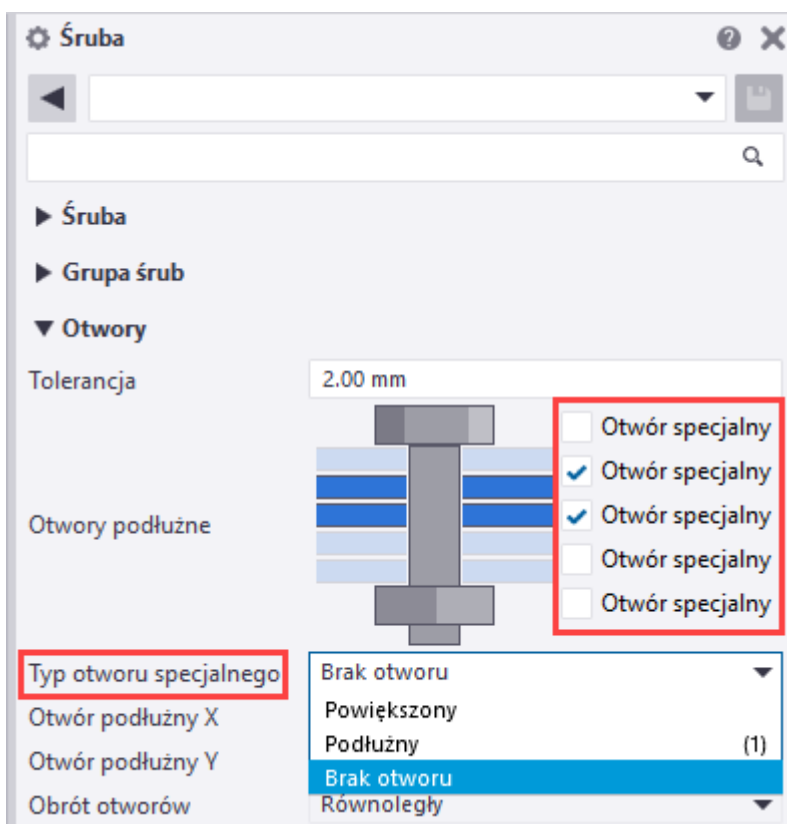 Śruba
Śruba
Grupa śrub
Otwory
Tolerancja 2.00 mm
Otwór specjalny
Otwór specjalny
Otwory podłużne Otwór specjalny
Otwór specjalny
Otwór specjalny
Typ otworu specjalnego Brak otworu
Otwór podłużny X Powiększony
Podłużny (1)
Otwór podłużny Y
Brak otworu
Obrót otworów Równoległy